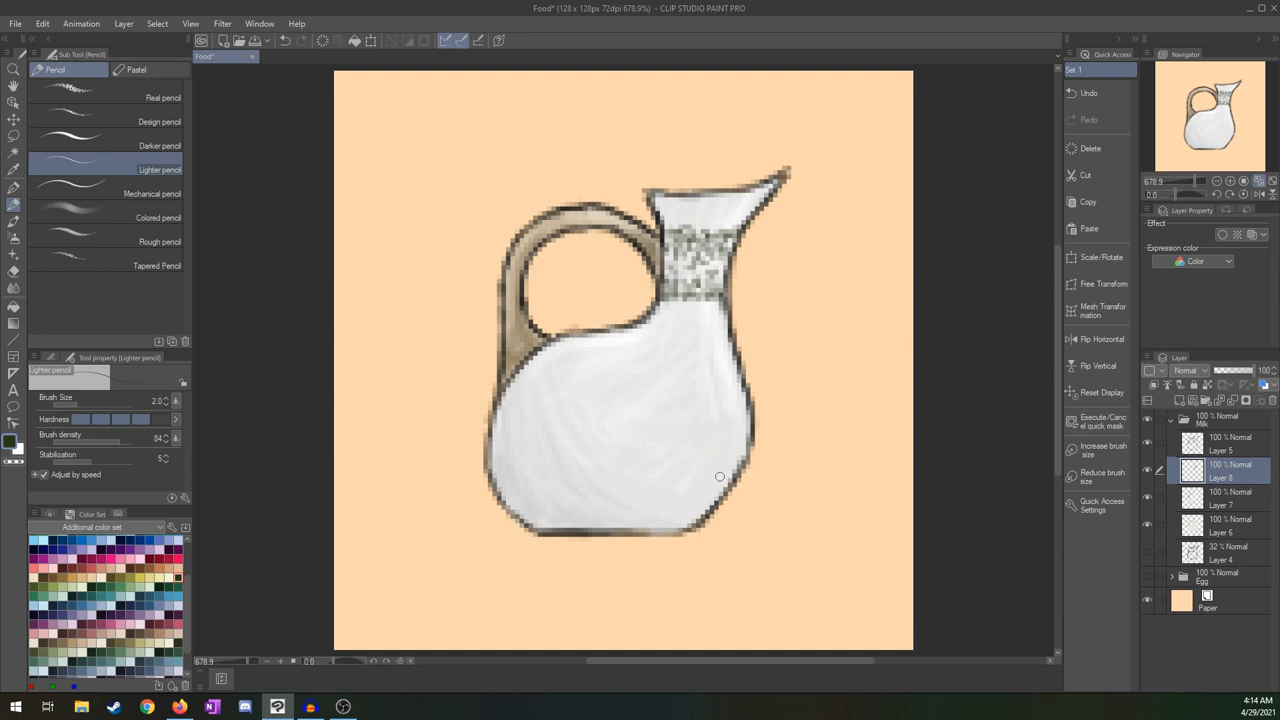 Food* (128 x 128px 72dpi 678.9%) - CLIP STUDIO PAINT PRO
File Edit Animation Layer Select View Filter Window Help
Sub Tool [Pencil]
Food*
Quick Access
Navigator
Pencil Pastel
Set 1
Real pencil
Undo
Design pencil
Redo
Darker pencil
Delete
Lighter pencil
Cut
678.9
Mechanical pencil
0.0
Copy
Layer Property
Colored pencil
Paste
Effect
Rough pencil
Scale/Rotate
Expression color
Color
Tapered Pencil
Free Transform
Mesh Transfor
mation
Flip Horizontal
Tool property [Lighter pencil]
Layer
Lighter pencil
Flip Vertical
Normal 100
Brush Size 2.0
Reset Display
Hardness
Execute/Canc
el quick mask
100 % Normal
Milk
Brush density 84
100 % Normal
Layer 5
Increase brush
size
Stabilization 5
100 % Normal
Layer 8
Adjust by speed
Reduce brush
size
100 % Normal
Layer 7
Quick Access
Settings
Color Set
100 % Normal
Layer 6
Additional color set
32 % Normal
Layer 4
100 % Normal
Egg
Paper
678.9 0.0
4:14 AM
4/29/2021